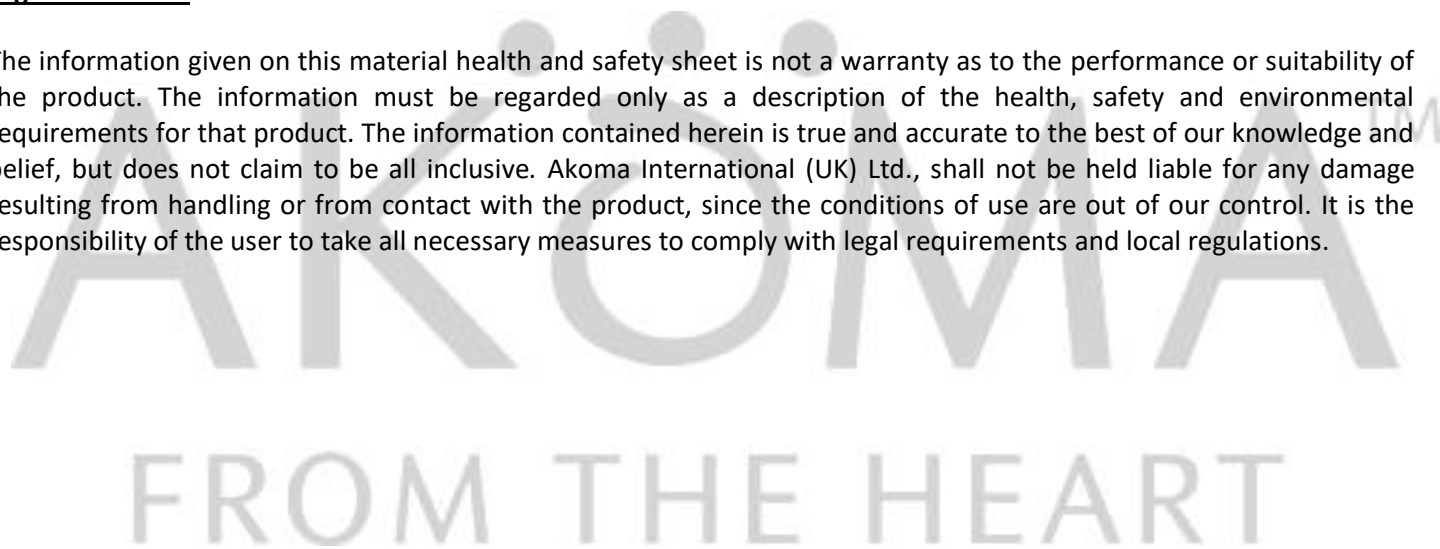 The information given on this material health and safety sheet is not a warranty as to the performance or suitability of
the product. The information must be regarded only as a description of the health, safety and environmental
requirements for that product. The information contained herein is true and accurate to the best of our knowledge and
belief, but does not claim to be all inclusive. Akoma International (UK) Ltd., shall not be held liable for any damage
resulting from handling or from contact with the product, since the conditions of use are out of our control. It is the
responsibility of the user to take all necessary measures to comply with legal requirements and local regulations.
AKOMA™
FROM THE HEART